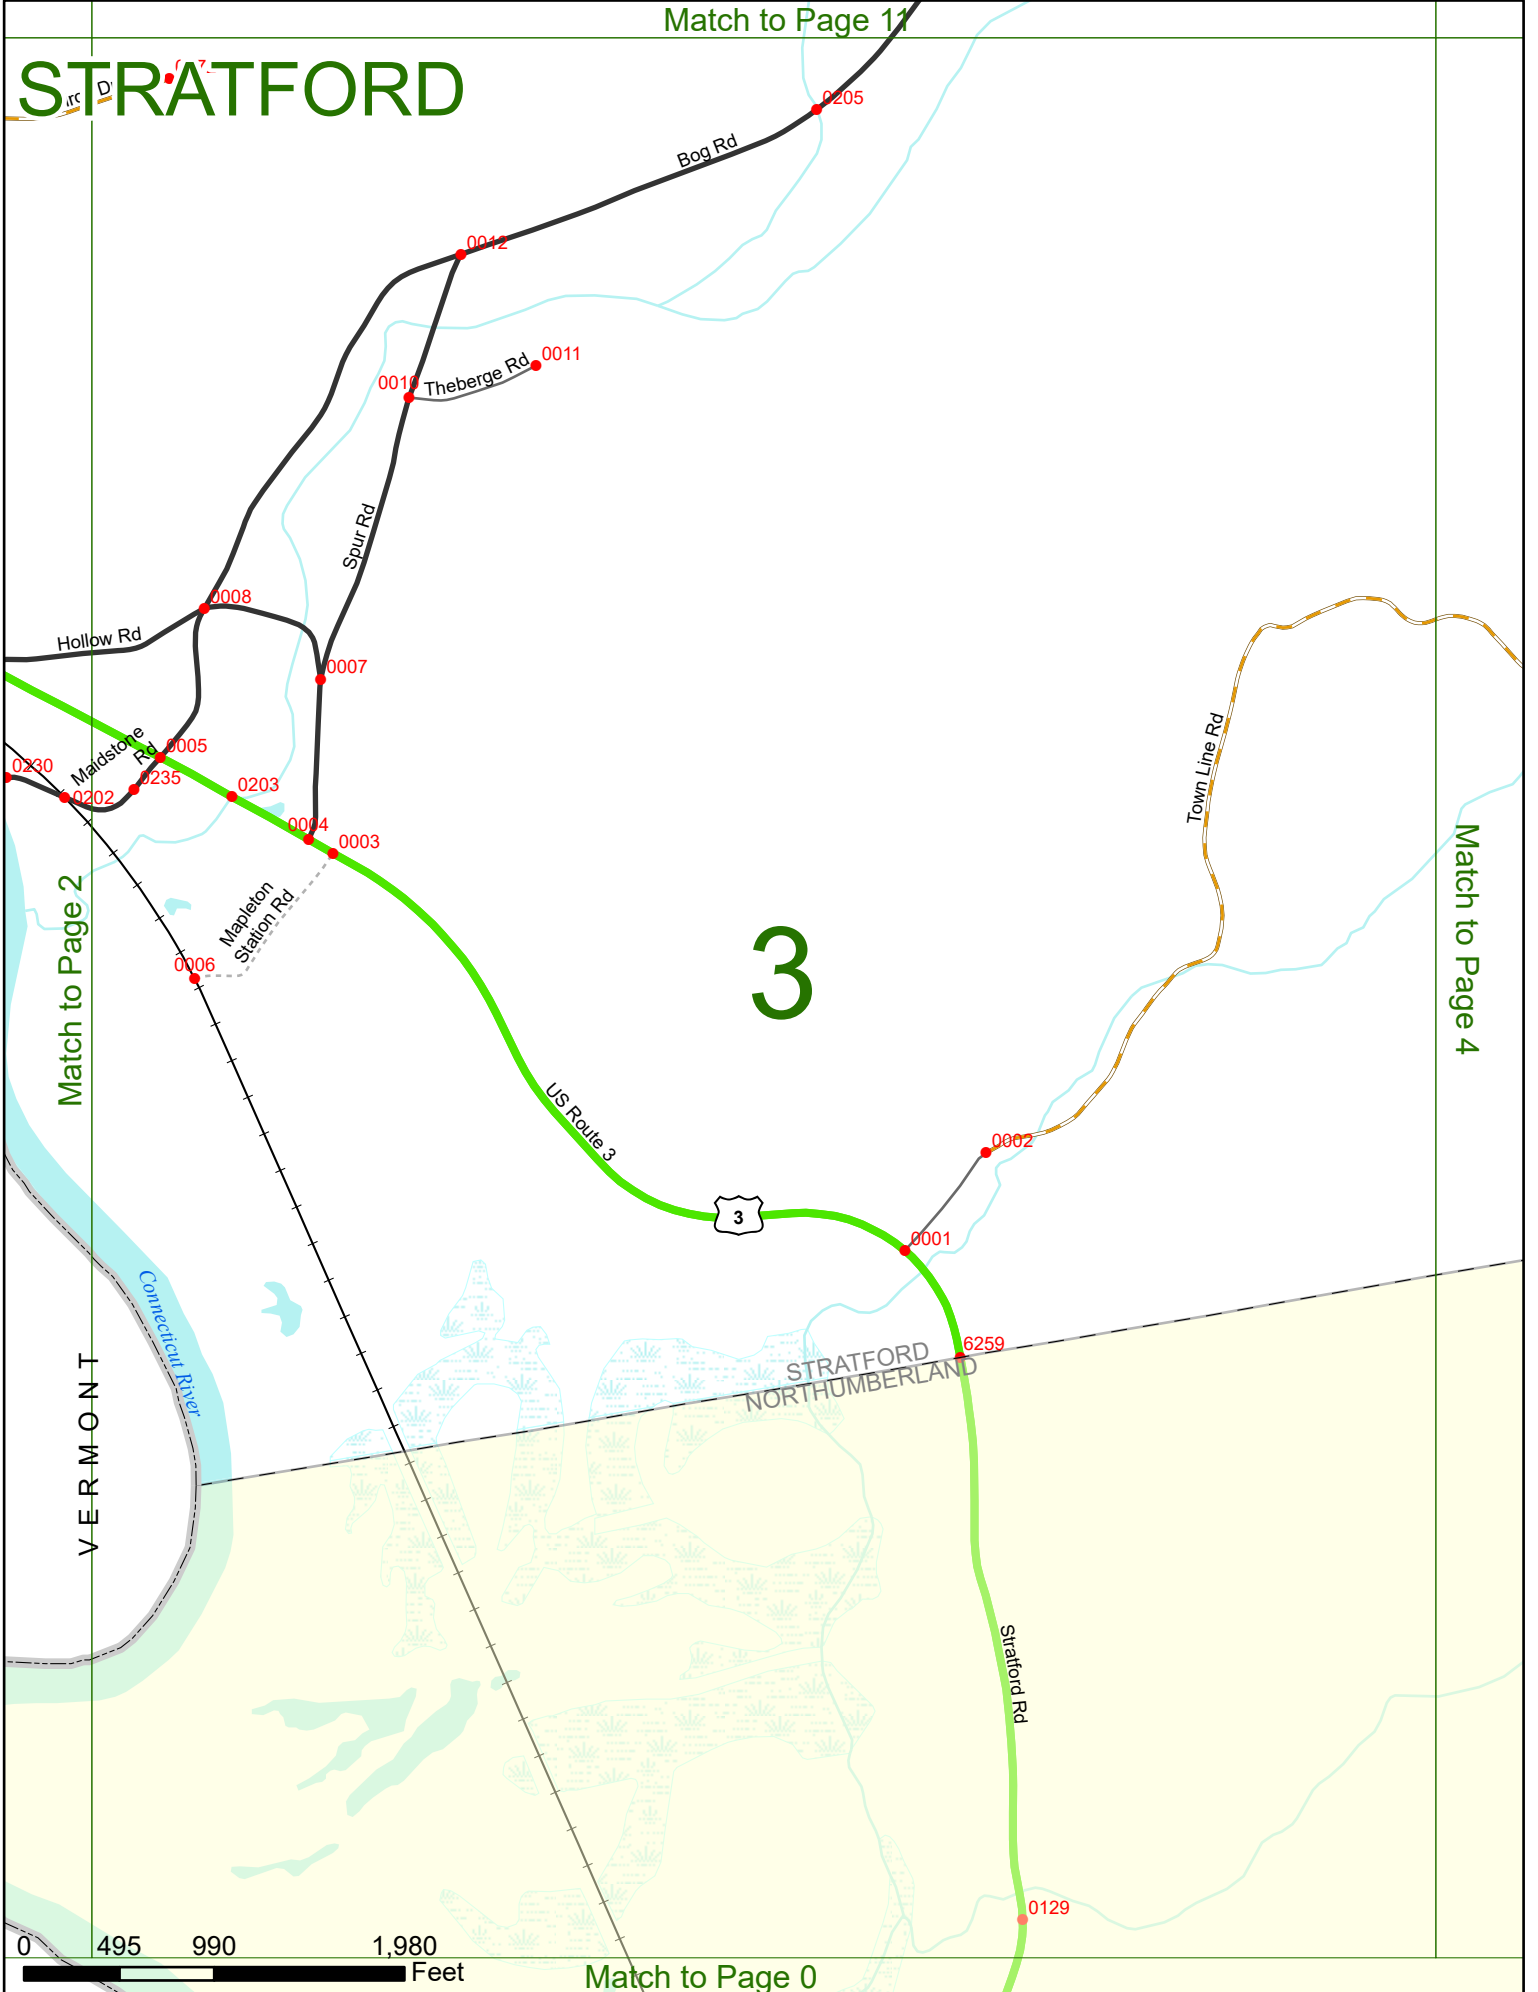 Match to Page 11
STRATFORD
0205
Bog Rd
0012
0011
Theberge Rd
0010
Spur Rd
0008
Hollow Rd
0007
Maidstone
Rd
0005
0230
0235
0202
0203
0004
0003
Town Line Rd
Match to Page 2
Mapleton
Station Rd
0006
3
Match to Page 4
US Route 3
0002
3
0001
Connecticut River
6259
STRATFORD
NORTHUMBERLAND
VERMONT
Stratford Rd
0129
0 495 990 1,980
Feet
Match to Page 0